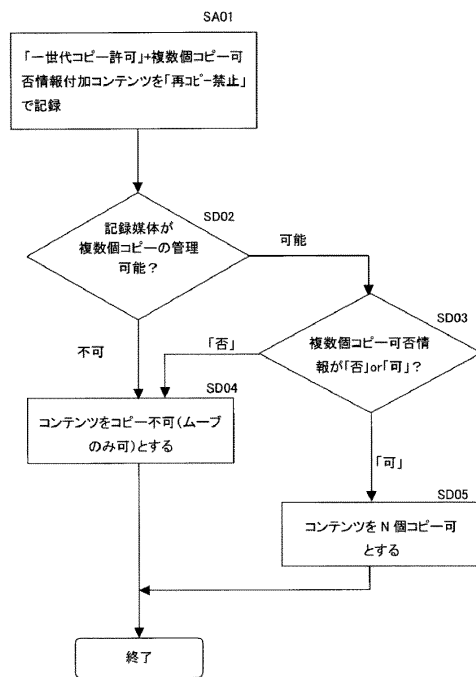 SA01
「一世代コピー許可」+複数個コピー可
否情報付加コンテンツを「再コピー禁止」
で記録
SD02
記録媒体が
複数個コピーの管理
可能？
可能
不可
SD03
複数個コピー可否情
報が「否」or「可」？
「否」
SD04
コンテンツをコピー不可（ムーブ
のみ可）とする
「可」
SD05
コンテンツを N 個コピー可
とする
終了